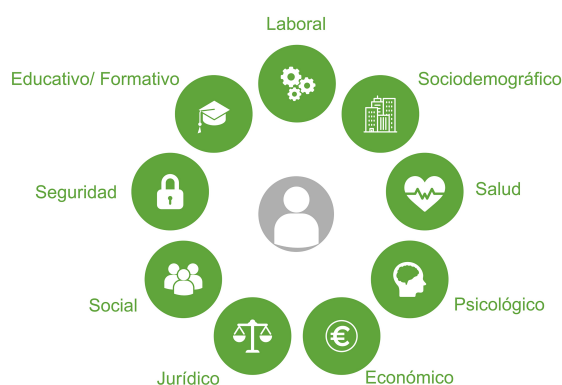 Laboral
Educativo/ Formativo
Sociodemográfico
Seguridad
Salud
Social
Psicológico
Jurídico
Económico